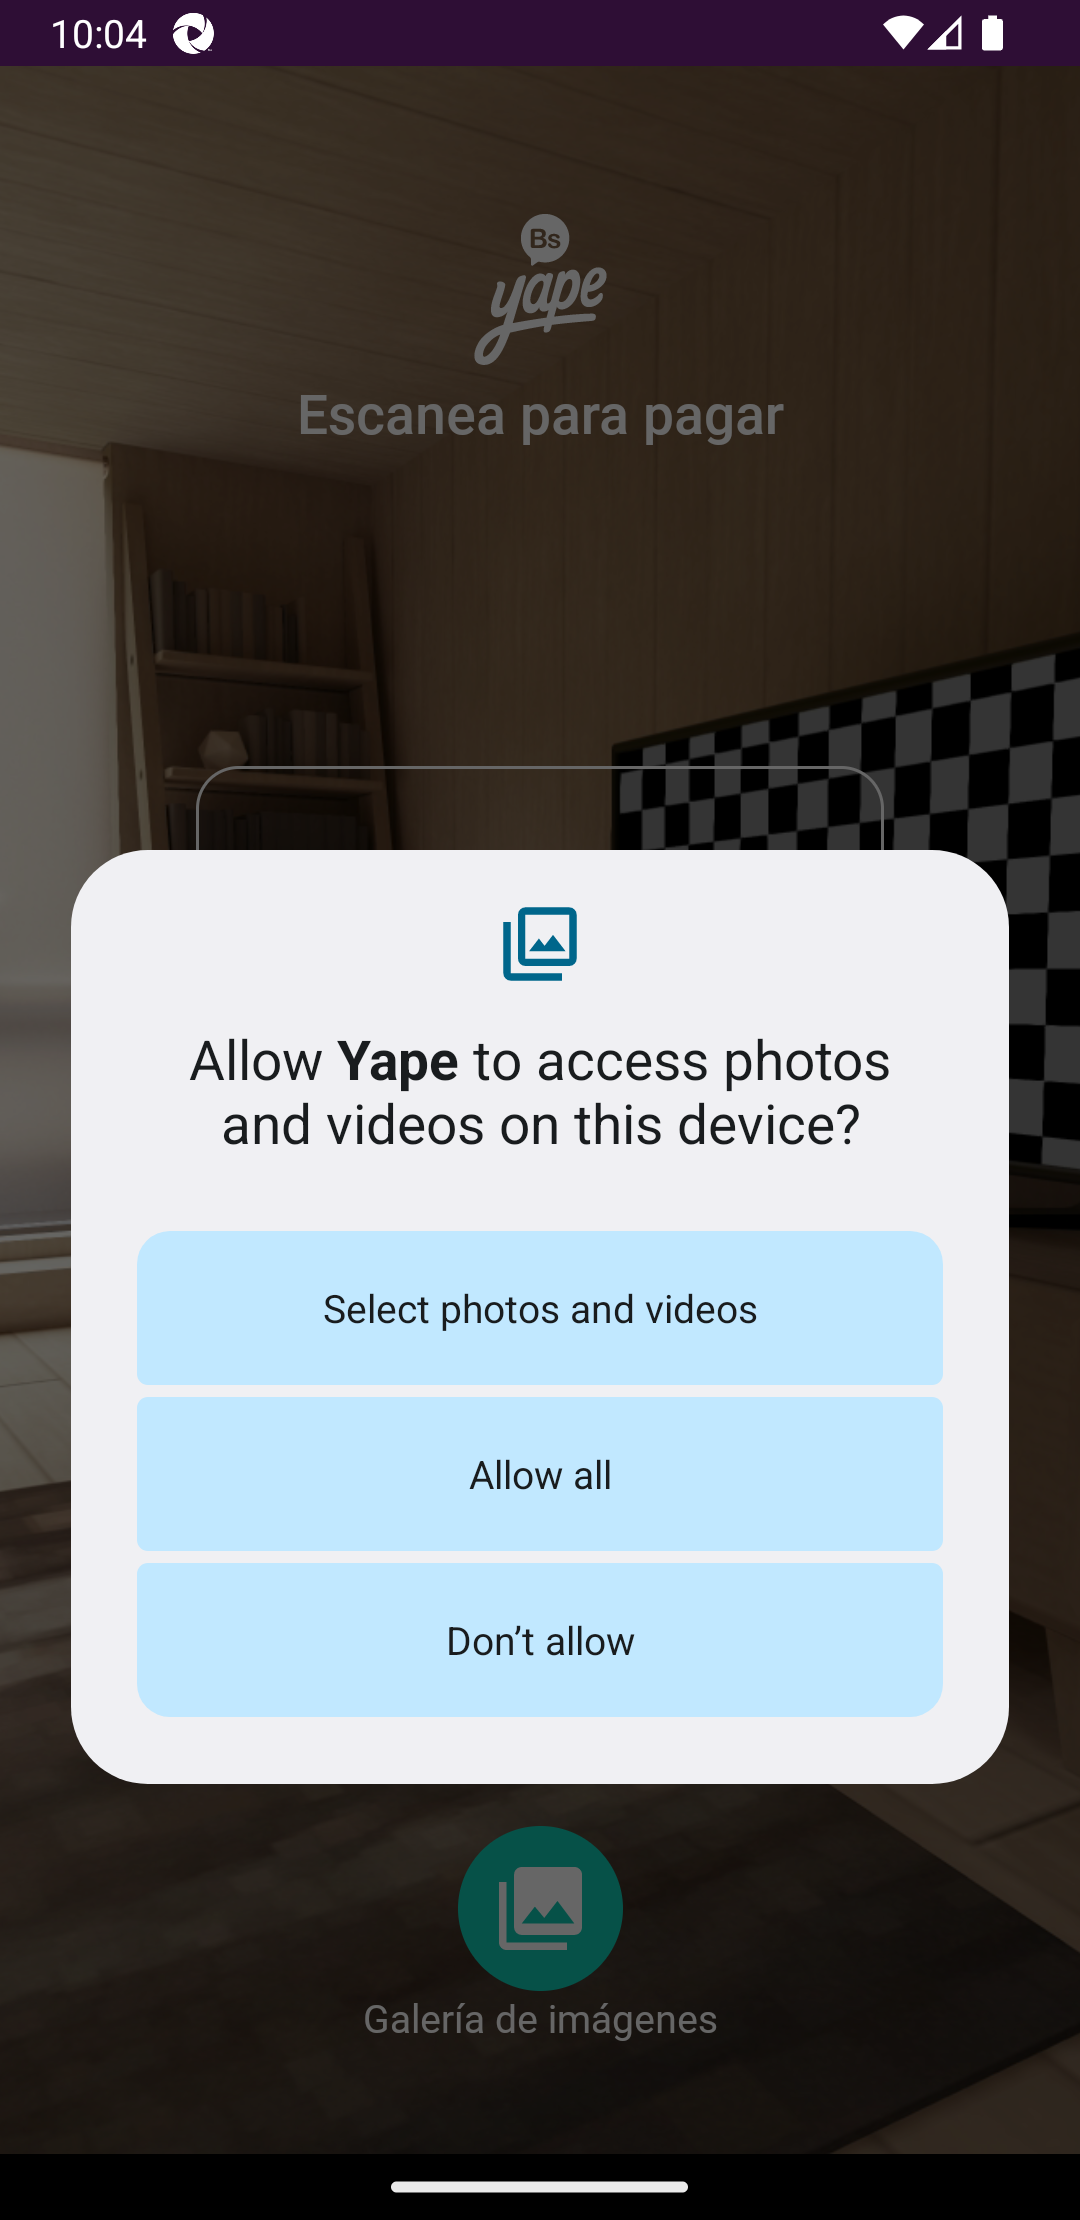 10:04
Bs
yape
Escanea para pagar
Allow Yape to access photos
and videos on this device?
Select photos and videos
Allow all
Don’t allow
Galería de imágenes